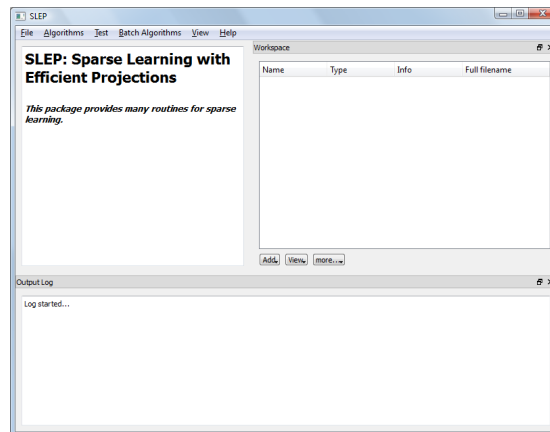 SLEP
File Algorithms Test Batch Algorithms View Help
SLEP: Sparse Learning with
Efficient Projections
This package provides many routines for sparse
learning.
Workspace
Name Type Info Full filename
Add View more...
Output Log
Log started...